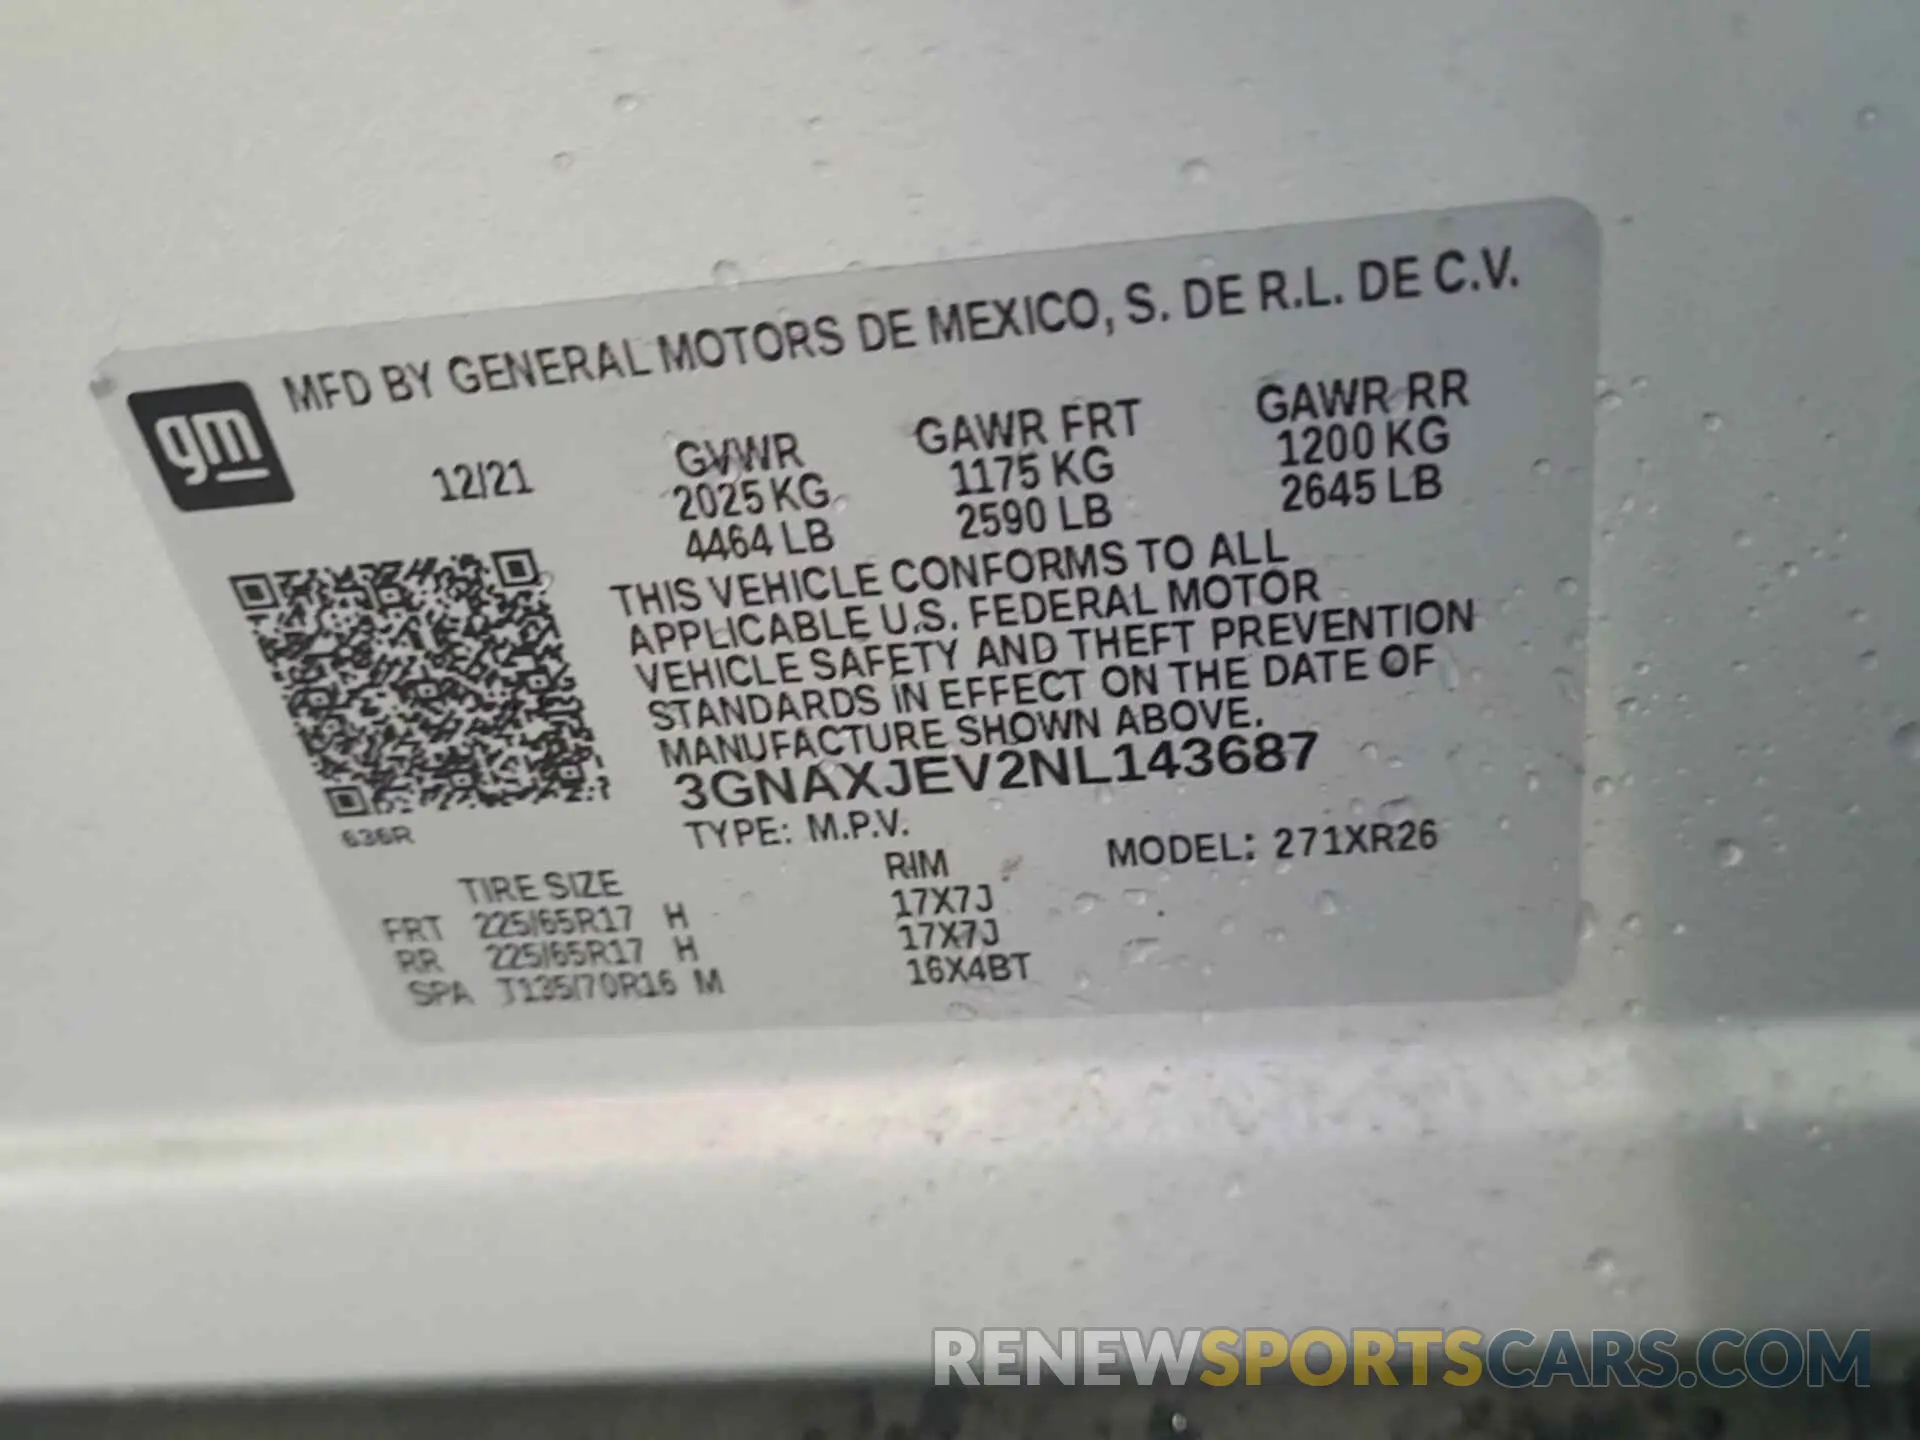 MFD BY GENERAL MOTORS DE MEXICO, S. DE R.L. DE C.V.
gm
12/21 GVWR GAWR FRT GAWR RR
2025 KG 1175 KG 1200 KG
4464 LB 2590 LB 2645 LB
THIS VEHICLE CONFORMS TO ALL
APPLICABLE U.S. FEDERAL MOTOR
VEHICLE SAFETY AND THEFT PREVENTION
STANDARDS IN EFFECT ON THE DATE OF
MANUFACTURE SHOWN ABOVE.
3GNAXJEV2NL143687
636R
TYPE: M.P.V. MODEL: 271XR26
TIRE SIZE RIM
FRT 225/65R17 H 17X7J
RR 225/65R17 H 17X7J
SPA T135/70R16 M 16X4BT
RENEWSPORTSCARS.COM